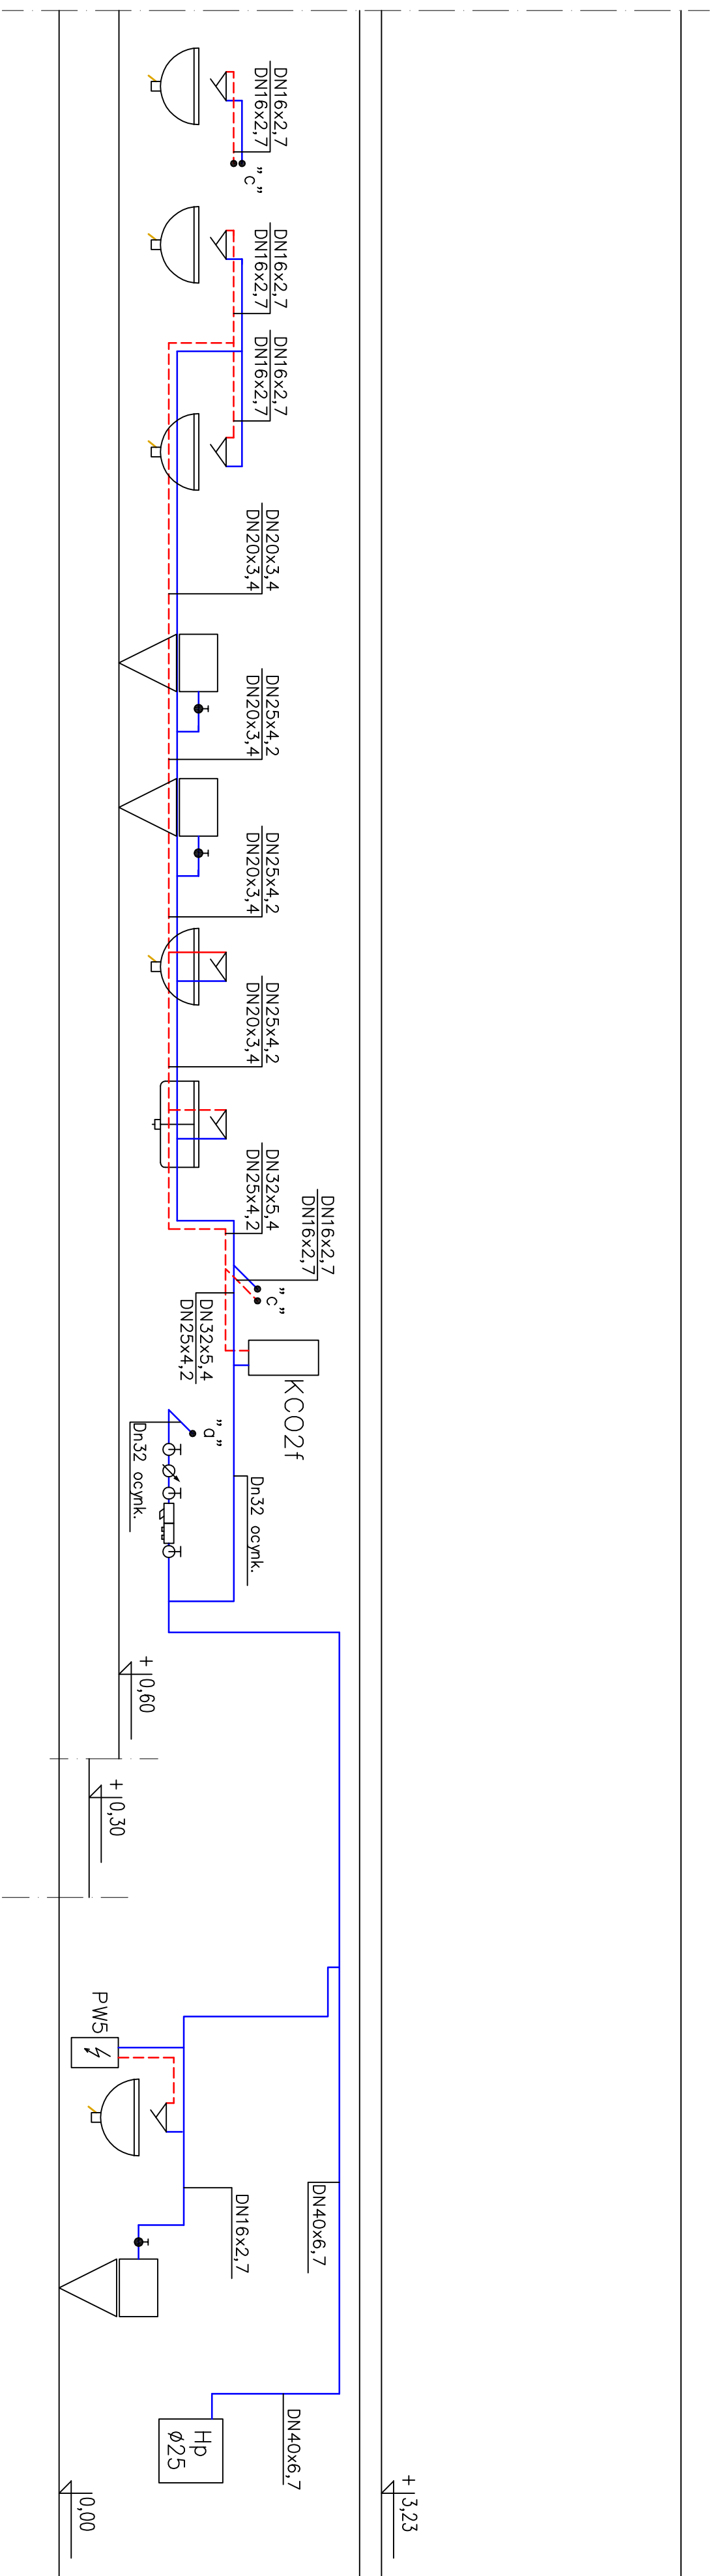 DN16x2,7
DN16x2,7
„c”
DN16x2,7
DN16x2,7
DN16x2,7
DN16x2,7
DN20x3,4
DN20x3,4
DN25x4,2
DN20x3,4
DN25x4,2
DN20x3,4
DN25x4,2
DN20x3,4
DN32x5,4
DN25x4,2
DN16x2,7
DN16x2,7
„c”
DN32x5,4
DN25x4,2
KCO2f
„a”
Dn32 ocynk.
Dn32 ocynk.
+ 0,60
+ 0,30
PW5
DN16x2,7
DN40x6,7
DN40x6,7
Hp
ø25
+ 3,23
0,00